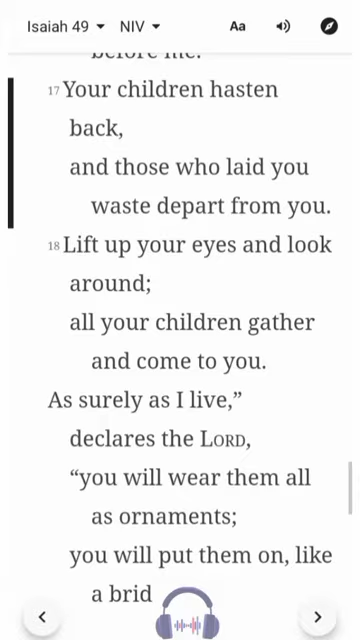 Isaiah 49 NIV Aa
before me.
17 Your children hasten
back,
and those who laid you
waste depart from you.
18 Lift up your eyes and look
around;
all your children gather
and come to you.
As surely as I live,”
declares the LORD,
“you will wear them all
as ornaments;
you will put them on, like
a brid